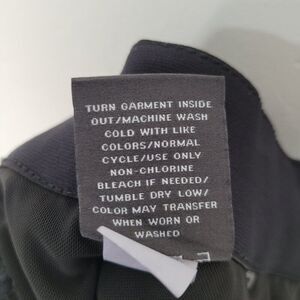 TURN GARMENT INSIDE
OUT/MACHINE WASH
COLD WITH LIKE
COLORS/NORMAL
CYCLE/USE ONLY
NON-CHLORINE
BLEACH IF NEEDED/
TUMBLE DRY LOW/
COLOR MAY TRANSFER
WHEN WORN OR
WASHED